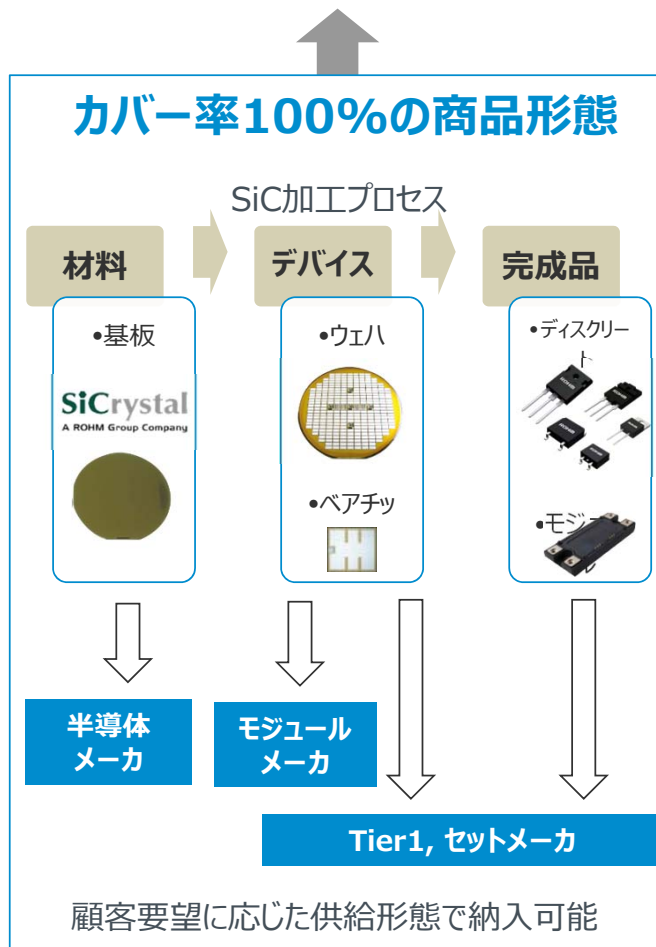 カバー率100%の商品形態
SiC加工プロセス
材料
デバイス
完成品
•基板
SiCrystal
A ROHM Group Company
•ウェハ
•ベアチッ
•ディスクリー
ト
ROHM
ROHM
ROHM
ROHM
•モジ
半導体
メーカ
モジュール
メーカ
Tier1, セットメーカ
顧客要望に応じた供給形態で納入可能